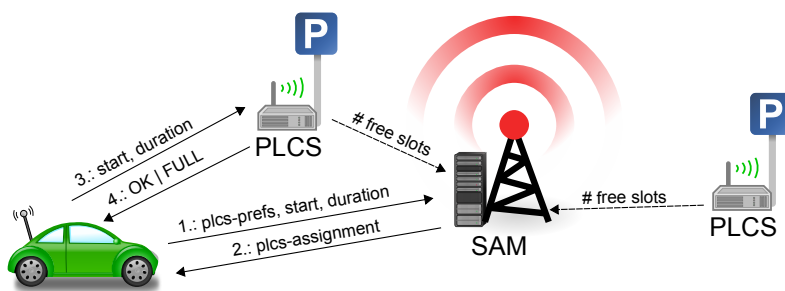 P
P
PLCS
# free slots
3.: start, duration
4.: OK | FULL
# free slots
PLCS
1.: plcs-prefs, start, duration
2.: plcs-assignment
SAM